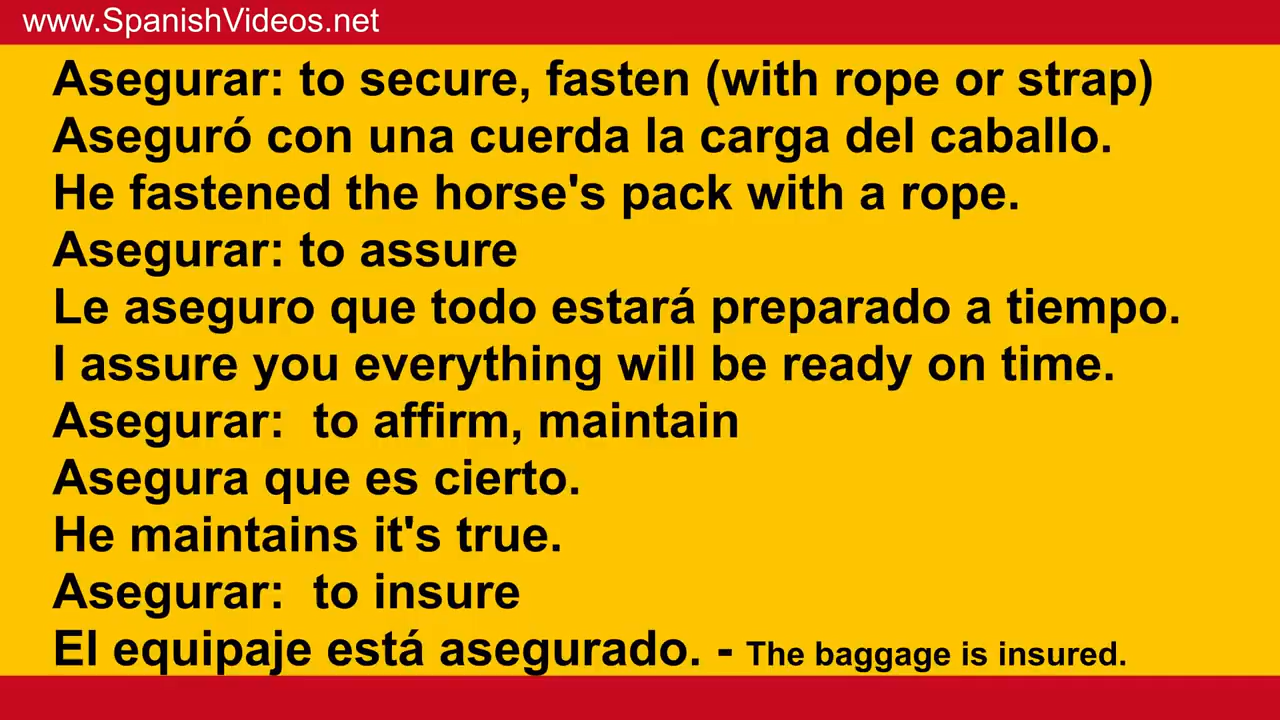 www.SpanishVideos.net
Asegurar: to secure, fasten (with rope or strap)
Aseguró con una cuerda la carga del caballo.
He fastened the horse's pack with a rope.
Asegurar: to assure
Le aseguro que todo estará preparado a tiempo.
I assure you everything will be ready on time.
Asegurar:  to affirm, maintain
Asegura que es cierto.
He maintains it's true.
Asegurar:  to insure
El equipaje está asegurado. - The baggage is insured.